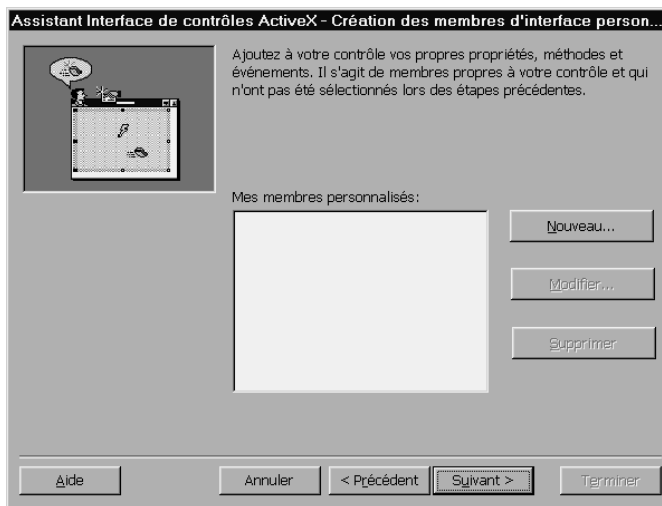 Assistant Interface de contrôles ActiveX - Création des membres d'interface person...
Ajoutez à votre contrôle vos propres propriétés, méthodes et
événements. Il s'agit de membres propres à votre contrôle et qui
n'ont pas été sélectionnés lors des étapes précédentes.
Mes membres personnalisés:
Nouveau...
Modifier...
Supprimer
Aide
Annuler
< Précédent
Suivant >
Terminer